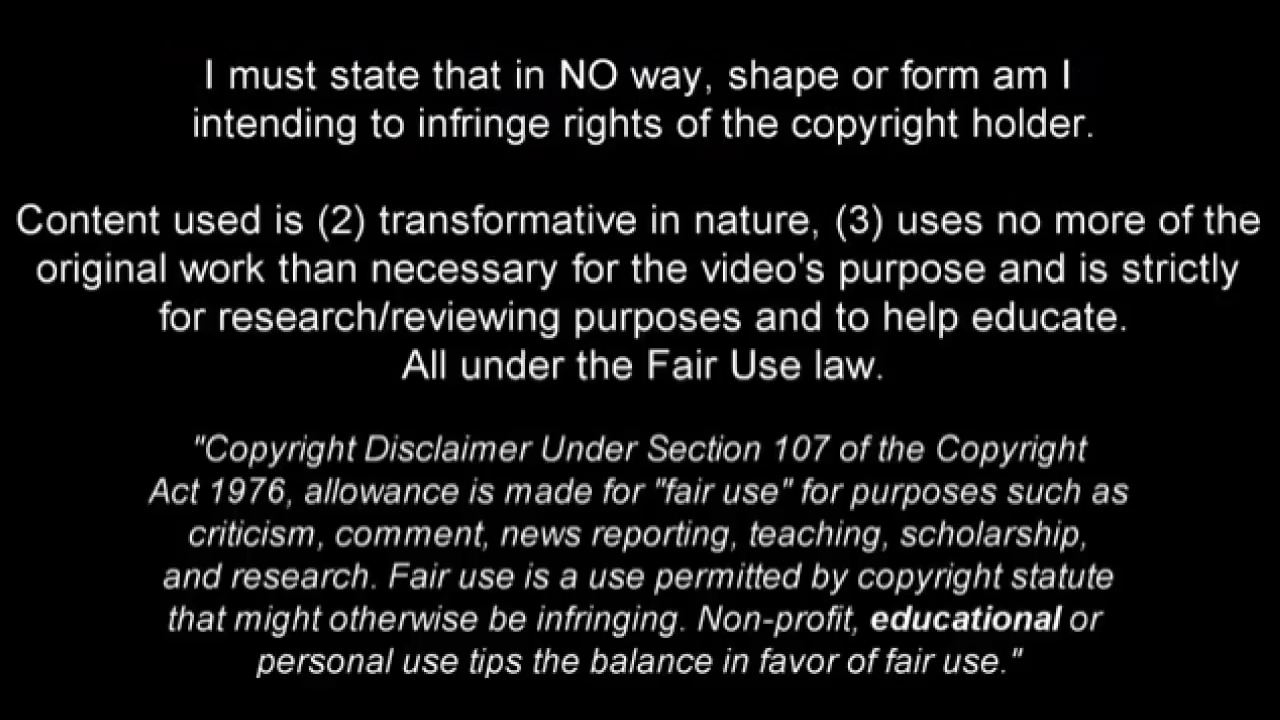 I must state that in NO way, shape or form am I
intending to infringe rights of the copyright holder.
Content used is (2) transformative in nature, (3) uses no more of the
original work than necessary for the video's purpose and is strictly
for research/reviewing purposes and to help educate.
All under the Fair Use law.
"Copyright Disclaimer Under Section 107 of the Copyright
Act 1976, allowance is made for "fair use" for purposes such as
criticism, comment, news reporting, teaching, scholarship,
and research. Fair use is a use permitted by copyright statute
that might otherwise be infringing. Non-profit, educational or
personal use tips the balance in favor of fair use."